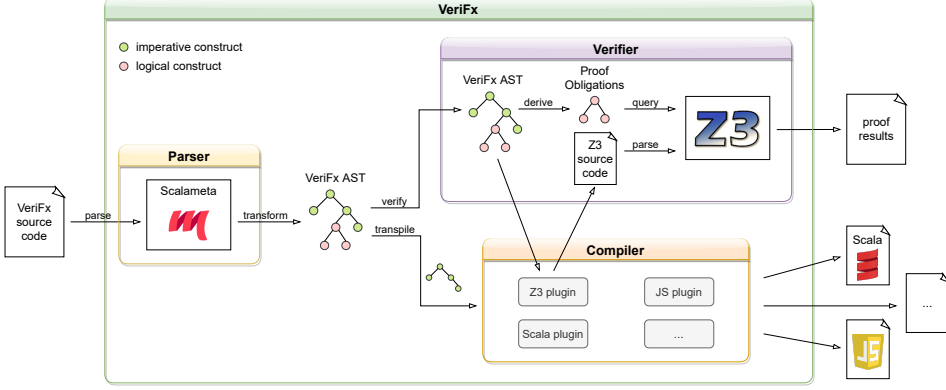 VeriFx
imperative construct
logical construct
Verifier
VeriFx AST
Proof
Obligations
derive
query
Z3
Z3
source
code
parse
proof
results
Parser
Scalameta
VeriFx
source
code
parse
transform
VeriFx AST
verify
transpile
Compiler
Z3 plugin
JS plugin
Scala plugin
...
Scala
...
JS